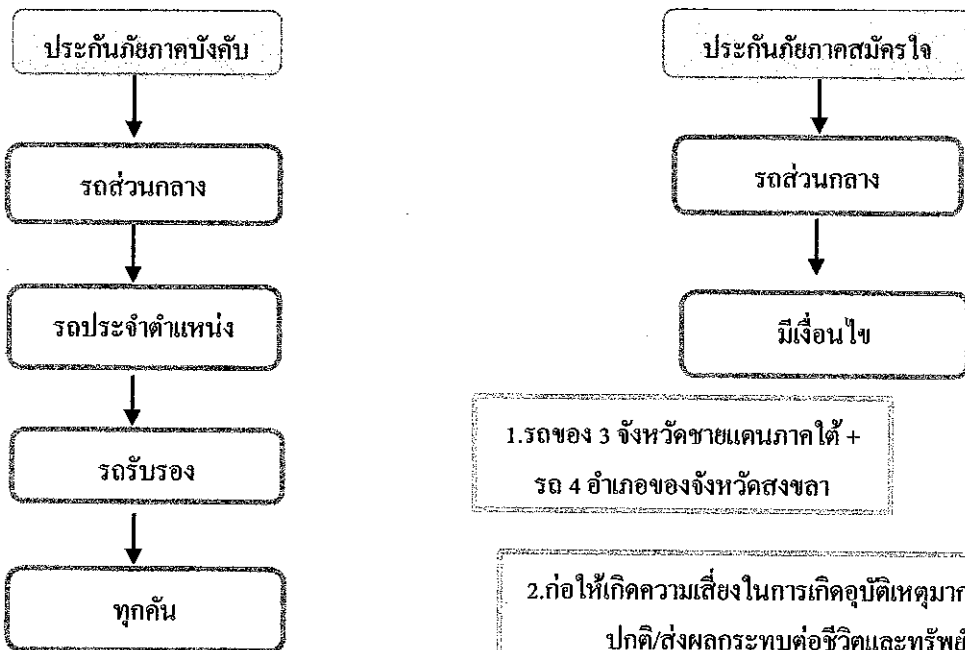 ประกันภัยภาคบังคับ
รถส่วนกลาง
รถประจำตำแหน่ง
รถรับรอง
ทุกคัน
ประกันภัยภาคสมัครใจ
รถส่วนกลาง
มีเงื่อนไข
1.รถของ 3 จังหวัดชายแดนภาคใต้ +
รถ 4 อำเภอของจังหวัดสงขลา
2.ก่อให้เกิดความเสี่ยงในการเกิดอุบัติเหตุมาก
ปกติ/ส่งผลกระทบต่อชีวิตและ